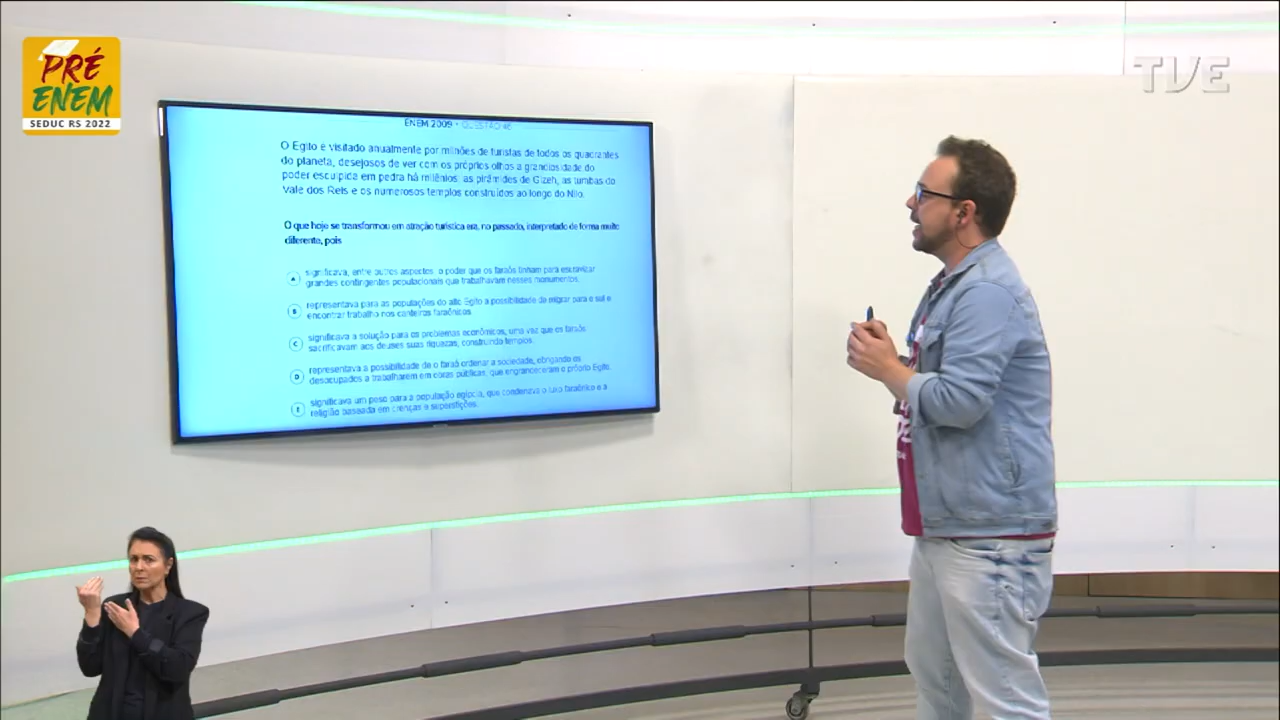 PRÉ
ENEM
SEDUC RS 2022
TVE
ENEM 2009 • QUESTÃO 46
O Egito é visitado anualmente por milhões de turistas de todos os quadrantes
do planeta, desejosos de ver com os próprios olhos a grandiosidade do
poder esculpida em pedra há milênios: as pirâmides de Gizeh, as tumbas do
Vale dos Reis e os numerosos templos construídos ao longo do Nilo.
O que hoje se transformou em atração turística era, no passado, interpretado de forma muito
diferente, pois
A significava, entre outros aspectos, o poder que os faraós tinham para escravizar
grandes contingentes populacionais que trabalhavam nesses monumentos.
B representava para as populações do alto Egito a possibilidade de migrar para o sul e
encontrar trabalho nos canteiros faraônicos.
C significava a solução para os problemas econômicos, uma vez que os faraós
sacrificavam aos deuses suas riquezas, construindo templos.
D representava a possibilidade de o faraó ordenar a sociedade, obrigando os
desocupados a trabalharem em obras públicas, que engrandeceram o próprio Egito.
E significava um peso para a população egípcia, que condenava o luxo faraônico e a
religião baseada em crenças e superstições.